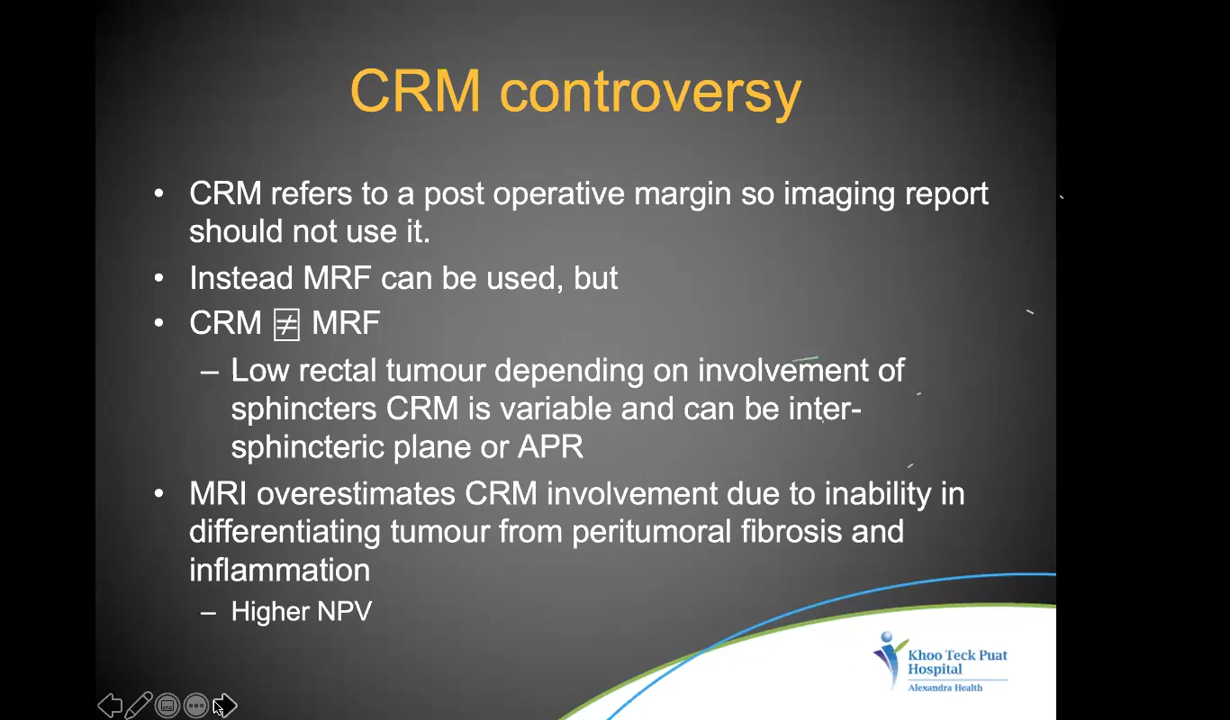 CRM controversy
• CRM refers to a post operative margin so imaging report
should not use it.
• Instead MRF can be used, but
• CRM ≠ MRF
– Low rectal tumour depending on involvement of
sphincters CRM is variable and can be inter-
sphincteric plane or APR
• MRI overestimates CRM involvement due to inability in
differentiating tumour from peritumoral fibrosis and
inflammation
– Higher NPV
Khoo Teck Puat
Hospital
Alexandra Health